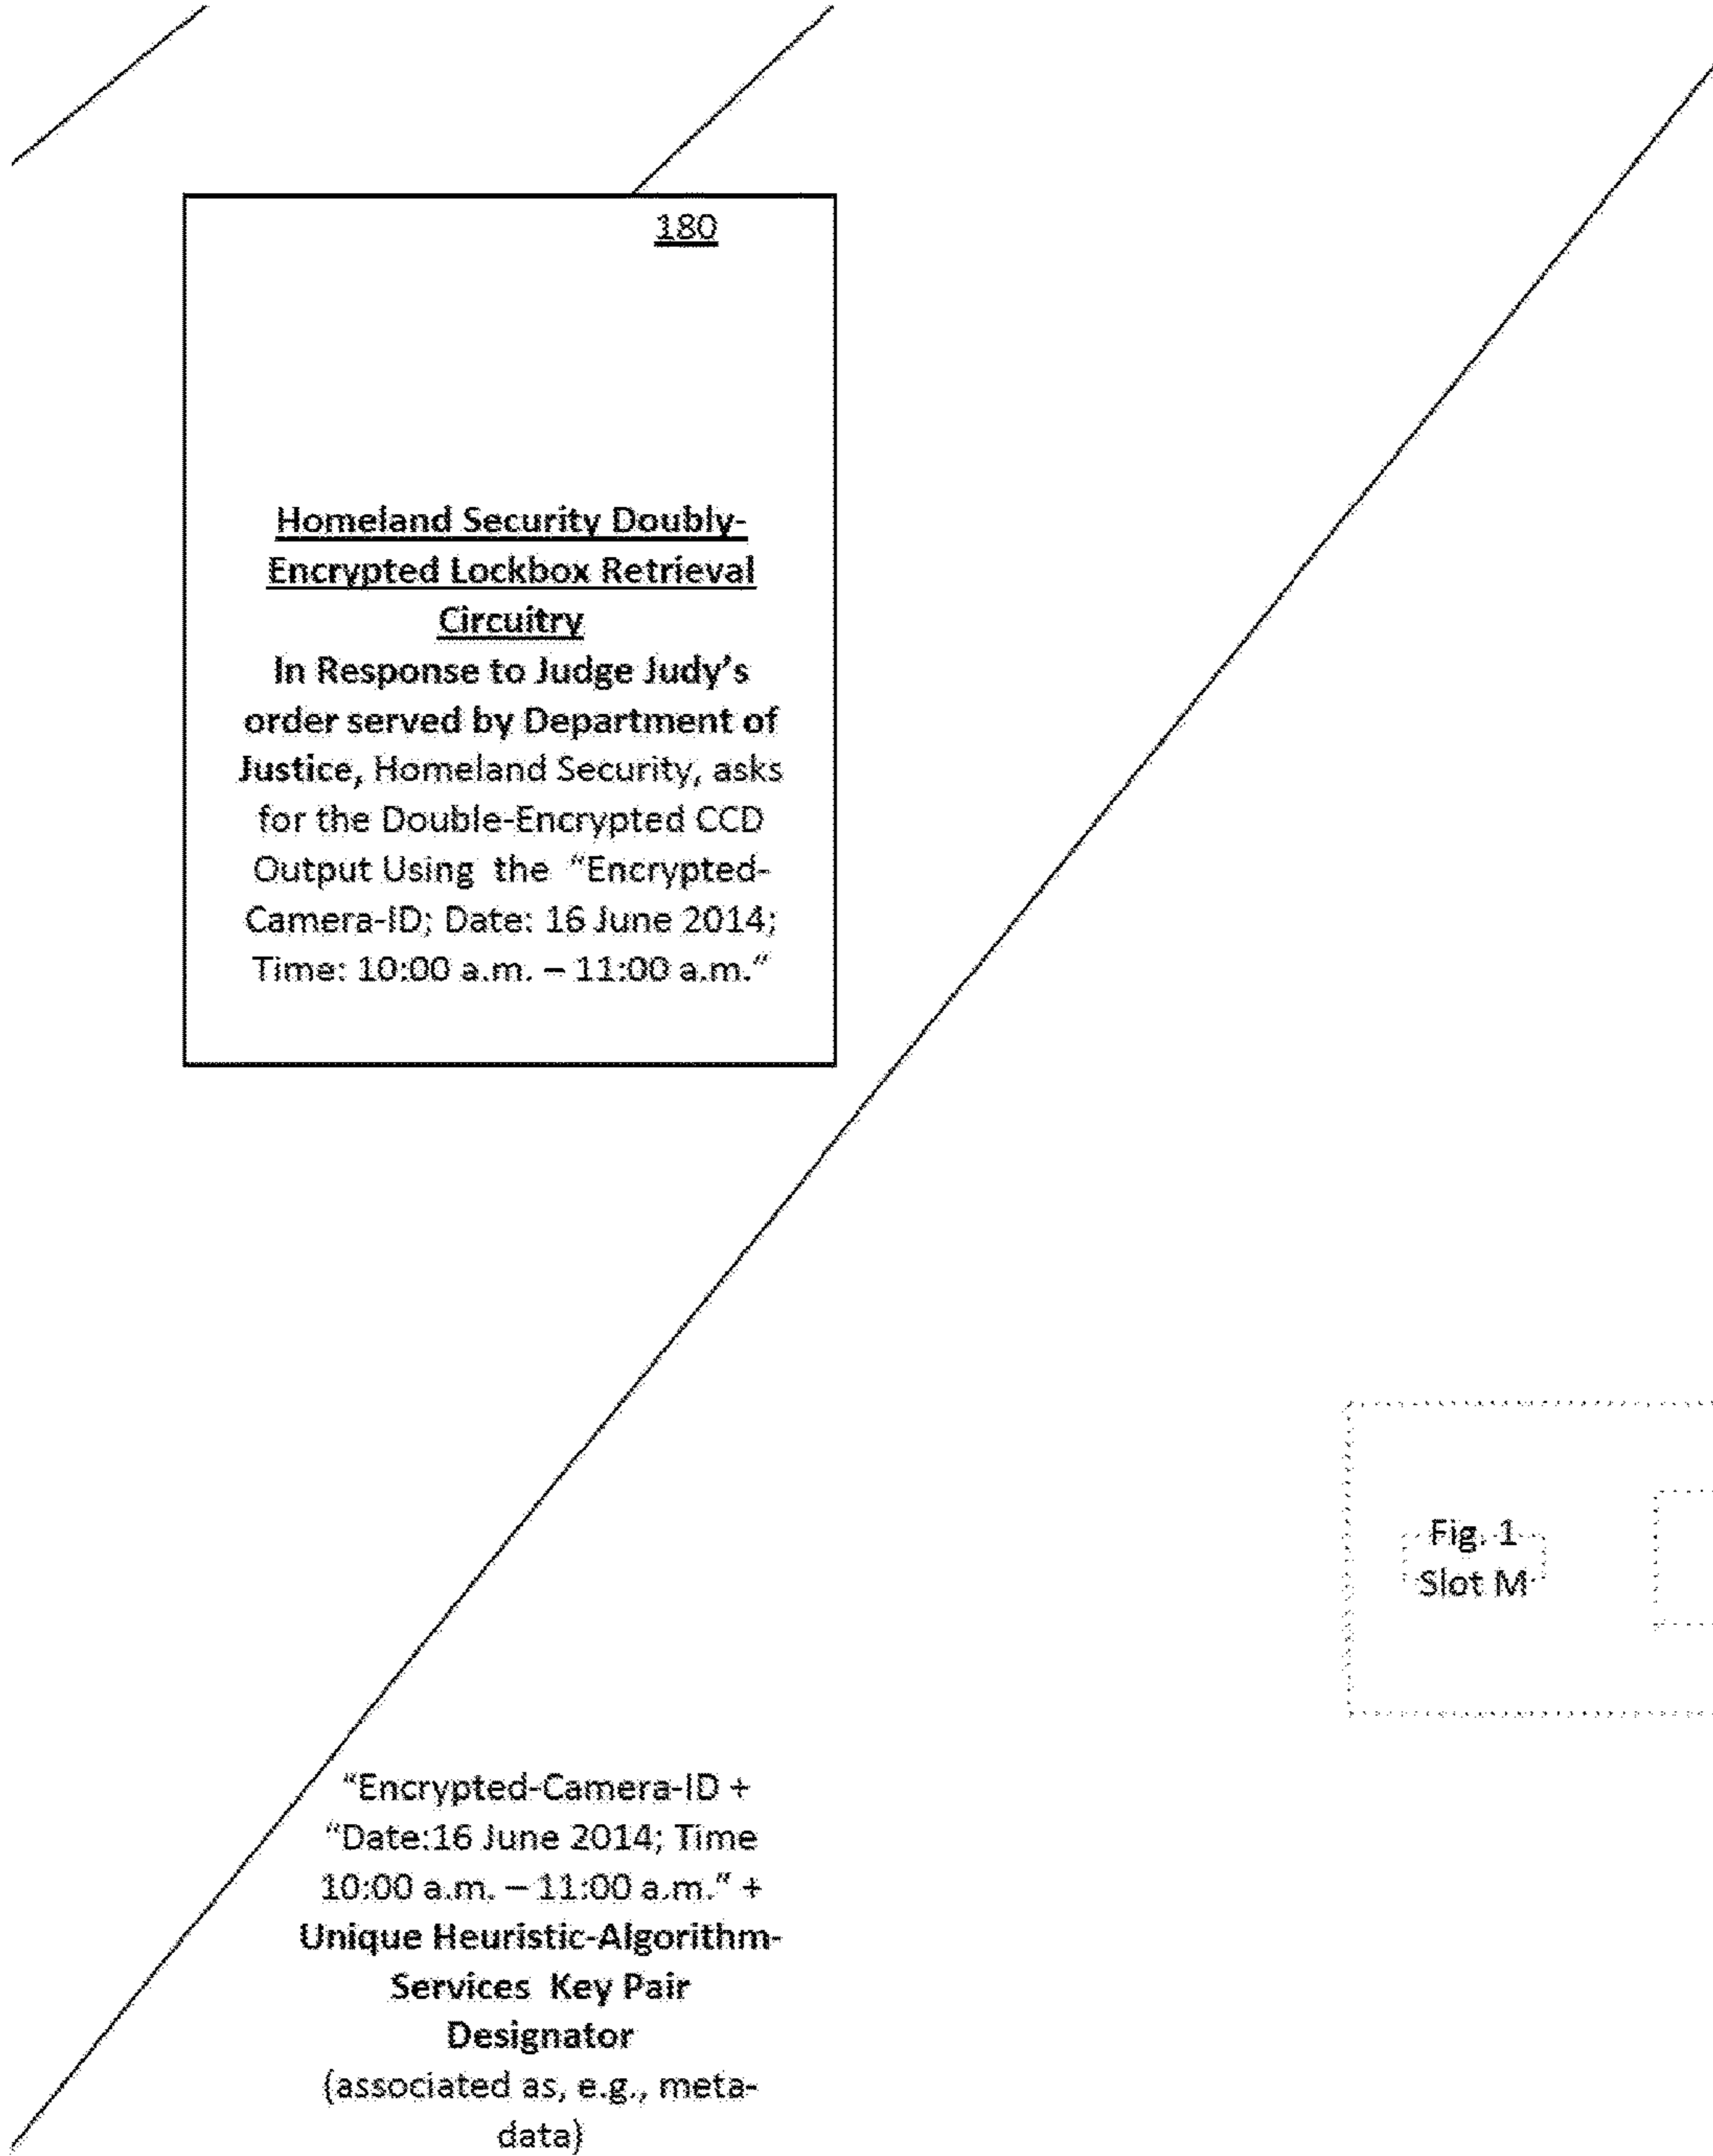 180
Homeland Security Doubly-
Encrypted Lockbox Retrieval
Circuitry
In Response to Judge Judy’s
order served by Department of
Justice, Homeland Security, asks
for the Double-Encrypted CCD
Output Using the “Encrypted-
Camera-ID; Date: 16 June 2014;
Time: 10:00 a.m. – 11:00 a.m.“
Fig. 1
Slot M
“Encrypted-Camera-ID +
“Date:16 June 2014; Time
10:00 a.m. – 11:00 a.m.” +
Unique Heuristic-Algorithm-
Services Key Pair
Designator
(associated as, e.g., meta-
data)